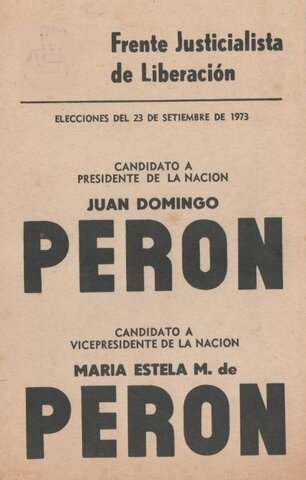 Frente Justicialista
de Liberación
ELECCIONES DEL 23 DE SETIEMBRE DE 1973
CANDIDATO A
PRESIDENTE DE LA NACION
JUAN DOMINGO
PERON
CANDIDATO A
VICEPRESIDENTE DE LA NACION
MARIA ESTELA M. de
PERON